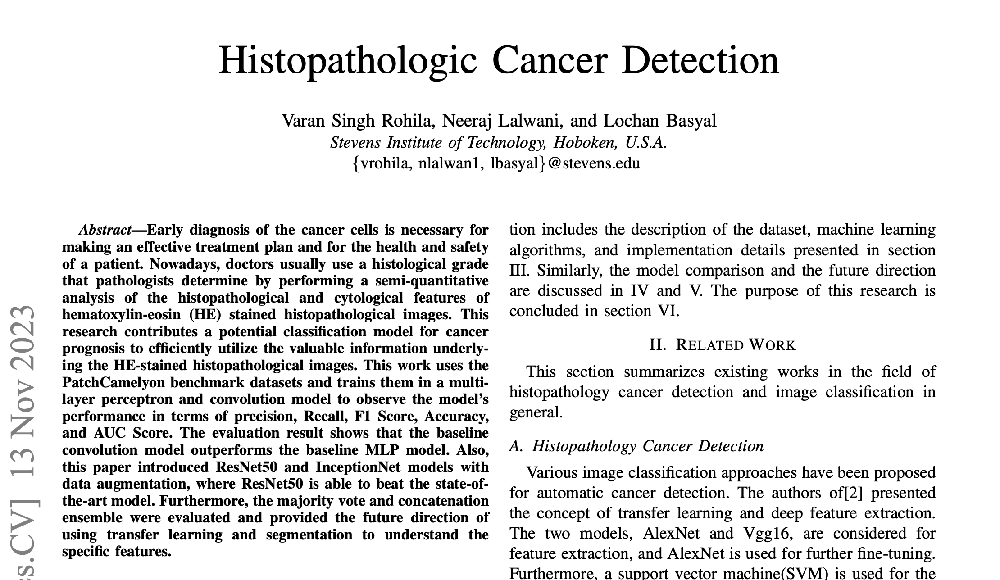 Histopathologic Cancer Detection
Varan Singh Rohila, Neeraj Lalwani, and Lochan Basyal
Stevens Institute of Technology, Hoboken, U.S.A.
{vrohila, nlalwan1, lbasyal}@stevens.edu
Abstract—Early diagnosis of the cancer cells is necessary for
making an effective treatment plan and for the health and safety
of a patient. Nowadays, doctors usually use a histological grade
that pathologists determine by performing a semi-quantitative
analysis of the histopathological and cytological features of
hematoxylin-eosin (HE) stained histopathological images. This
research contributes a potential classification model for cancer
prognosis to efficiently utilize the valuable information underly-
ing the HE-stained histopathological images. This work uses the
PatchCamelyon benchmark datasets and trains them in a multi-
layer perceptron and convolution model to observe the model's
performance in terms of precision, Recall, F1 Score, Accuracy,
and AUC Score. The evaluation result shows that the baseline
convolution model outperforms the baseline MLP model. Also,
this paper introduced ResNet50 and InceptionNet models with
data augmentation, where ResNet50 is able to beat the state-of-
the-art model. Furthermore, the majority vote and concatenation
ensemble were evaluated and provided the future direction of
using transfer learning and segmentation to understand the
specific features.
tion includes the description of the dataset, machine learning
algorithms, and implementation details presented in section
III. Similarly, the model comparison and the future direction
are discussed in IV and V. The purpose of this research is
concluded in section VI.
II. RELATED WORK
This section summarizes existing works in the field of
histopathology cancer detection and image classification in
general.
A. Histopathology Cancer Detection
Various image classification approaches have been proposed
for automatic cancer detection. The authors of[2] presented
the concept of transfer learning and deep feature extraction.
The two models, AlexNet and Vgg16, are considered for
feature extraction, and AlexNet is used for further fine-tuning.
Furthermore, a support vector machine(SVM) is used for the
s.CV] 13 Nov 2023